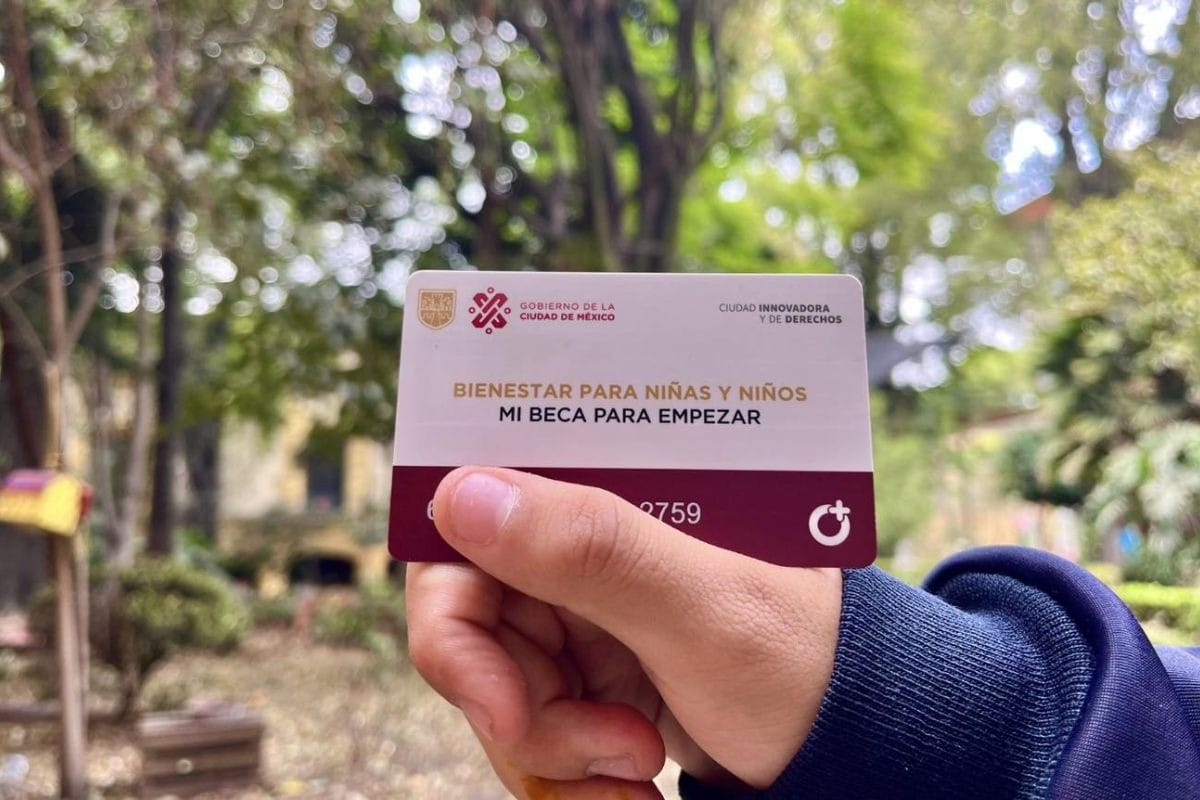 GOBIERNO DE LA
CIUDAD DE MÉXICO
CIUDAD INNOVADORA
Y DE DERECHOS
BIENESTAR PARA NIÑAS Y NIÑOS
MI BECA PARA EMPEZAR
2759